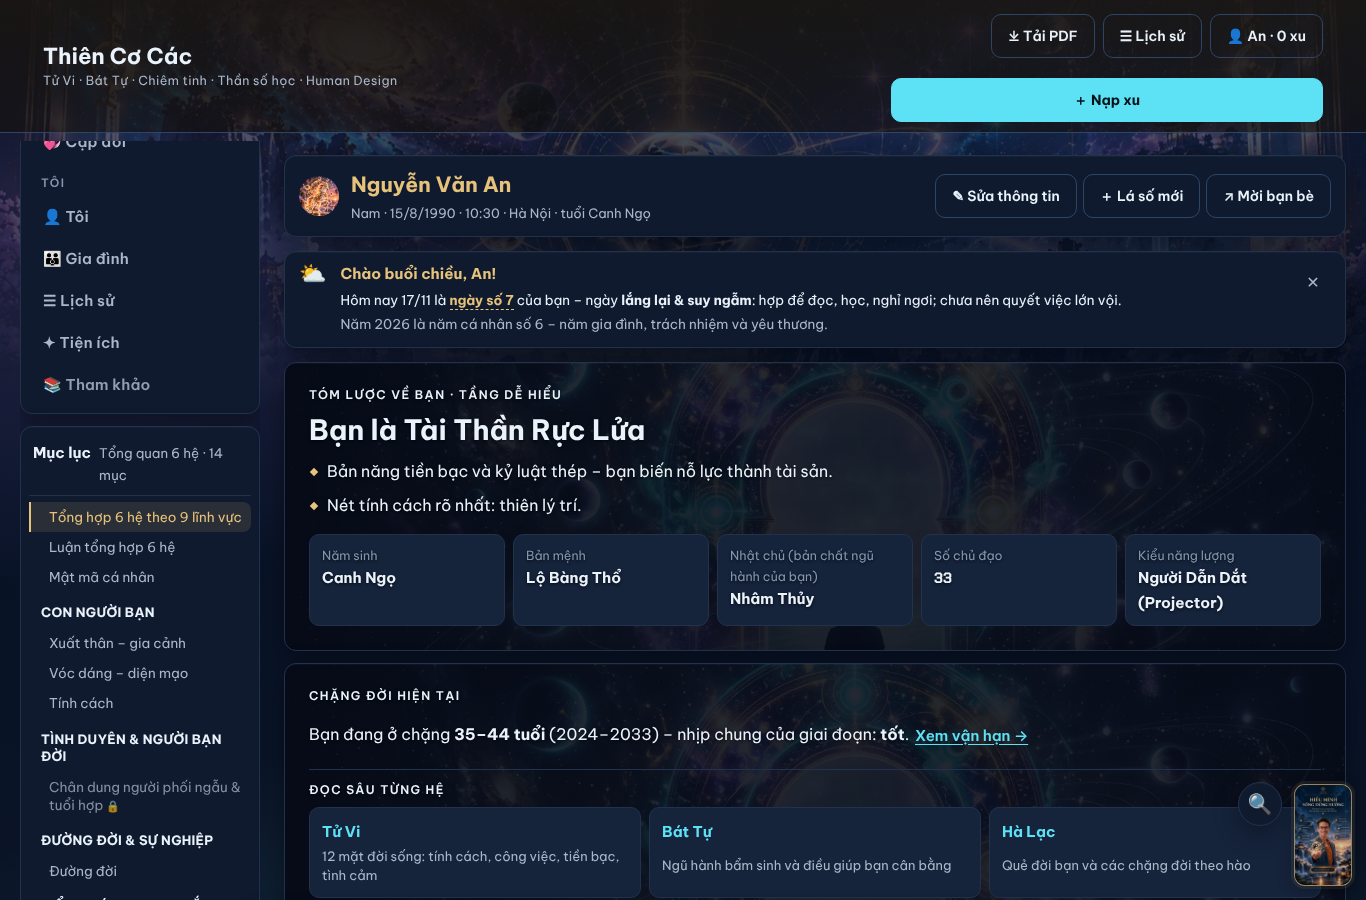 Thiên Cơ Các
Tử Vi · Bát Tự · Chiêm tinh · Thần số học · Human Design
Tải PDF
Lịch sử
An · 0 xu
+ Nạp xu
Cặp đôi
TÔI
Tôi
Gia đình
Lịch sử
Tiện ích
Tham khảo
Mục lục Tổng quan 6 hệ · 14
mục
Tổng hợp 6 hệ theo 9 lĩnh vực
Luận tổng hợp 6 hệ
Mật mã cá nhân
CON NGƯỜI BẠN
Xuất thân – gia cảnh
Vóc dáng – diện mạo
Tính cách
TÌNH DUYÊN & NGƯỜI BẠN
ĐỜI
Chân dung người phối ngẫu &
tuổi hợp
ĐƯỜNG ĐỜI & SỰ NGHIỆP
Đường đời
Nguyễn Văn An
Nam · 15/8/1990 · 10:30 · Hà Nội · tuổi Canh Ngọ
✎ Sửa thông tin
+ Lá số mới
↗ Mời bạn bè
Chào buổi chiều, An!
Hôm nay 17/11 là ngày số 7 của bạn – ngày lắng lại & suy ngẫm: hợp để đọc, học, nghỉ ngơi; chưa nên quyết việc lớn vội.
Năm 2026 là năm cá nhân số 6 – năm gia đình, trách nhiệm và yêu thương.
TÓM LƯỢC VỀ BẠN · TẦNG DỄ HIỂU
Bạn là Tài Thần Rực Lửa
Bản năng tiền bạc và kỷ luật thép – bạn biến nỗ lực thành tài sản.
Nét tính cách rõ nhất: thiên lý trí.
Năm sinh
Canh Ngọ
Bản mệnh
Lộ Bàng Thổ
Nhật chủ (bản chất ngũ
hành của bạn)
Nhâm Thủy
Số chủ đạo
33
Kiểu năng lượng
Người Dẫn Dắt
(Projector)
CHẶNG ĐỜI HIỆN TẠI
Bạn đang ở chặng 35–44 tuổi (2024–2033) – nhịp chung của giai đoạn: tốt. Xem vận hạn →
ĐỌC SÂU TỪNG HỆ
Tử Vi
12 mặt đời sống: tính cách, công việc, tiền bạc,
tình cảm
Bát Tự
Ngũ hành bẩm sinh và điều giúp bạn cân bằng
Hà Lạc
Quẻ đời bạn và các chặng đời theo hào